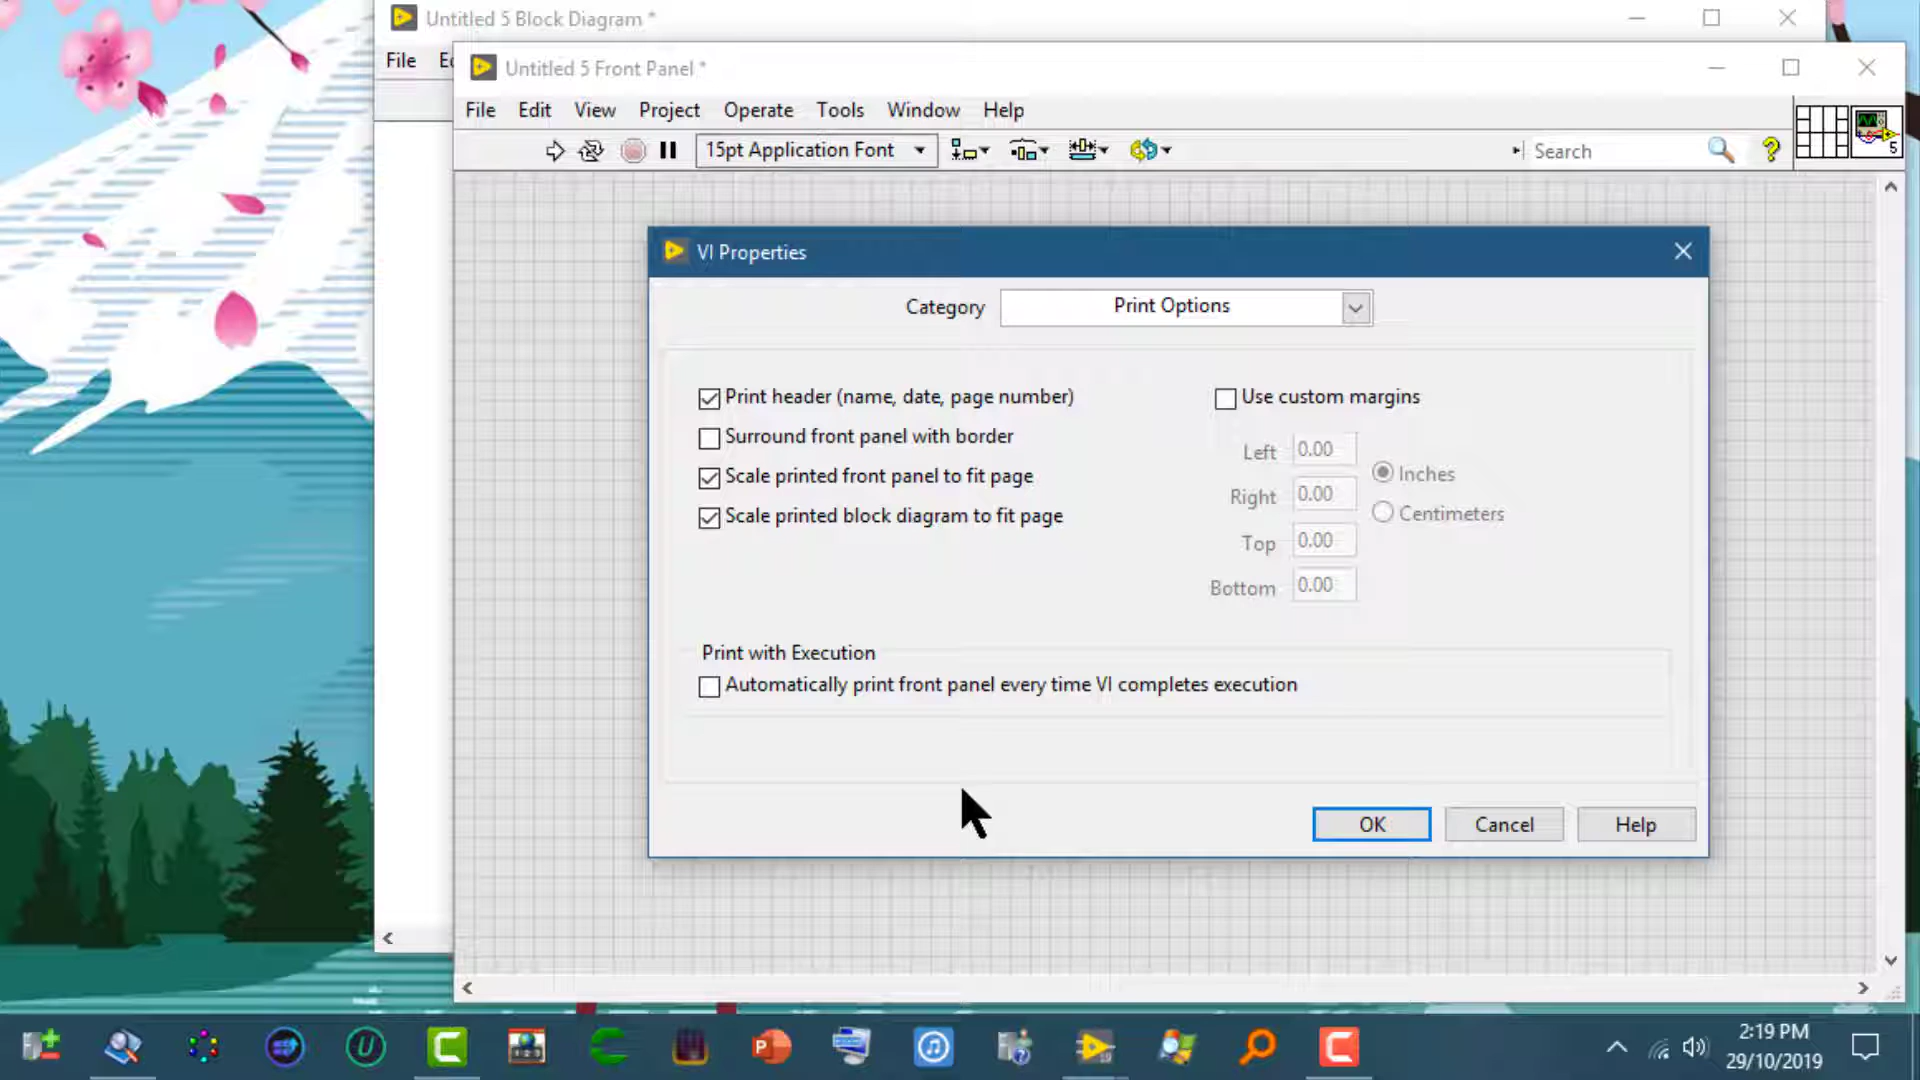 Untitled 5 Block Diagram *
File
Untitled 5 Front Panel *
File Edit View Project Operate Tools Window Help
15pt Application Font
Search
?
5
VI Properties
Category Print Options
Print header (name, date, page number)
Surround front panel with border
Scale printed front panel to fit page
Scale printed block diagram to fit page
Use custom margins
Left 0.00
Right 0.00
Top 0.00
Bottom 0.00
Inches
Centimeters
Print with Execution
Automatically print front panel every time VI completes execution
OK Cancel Help
2:19 PM
29/10/2019